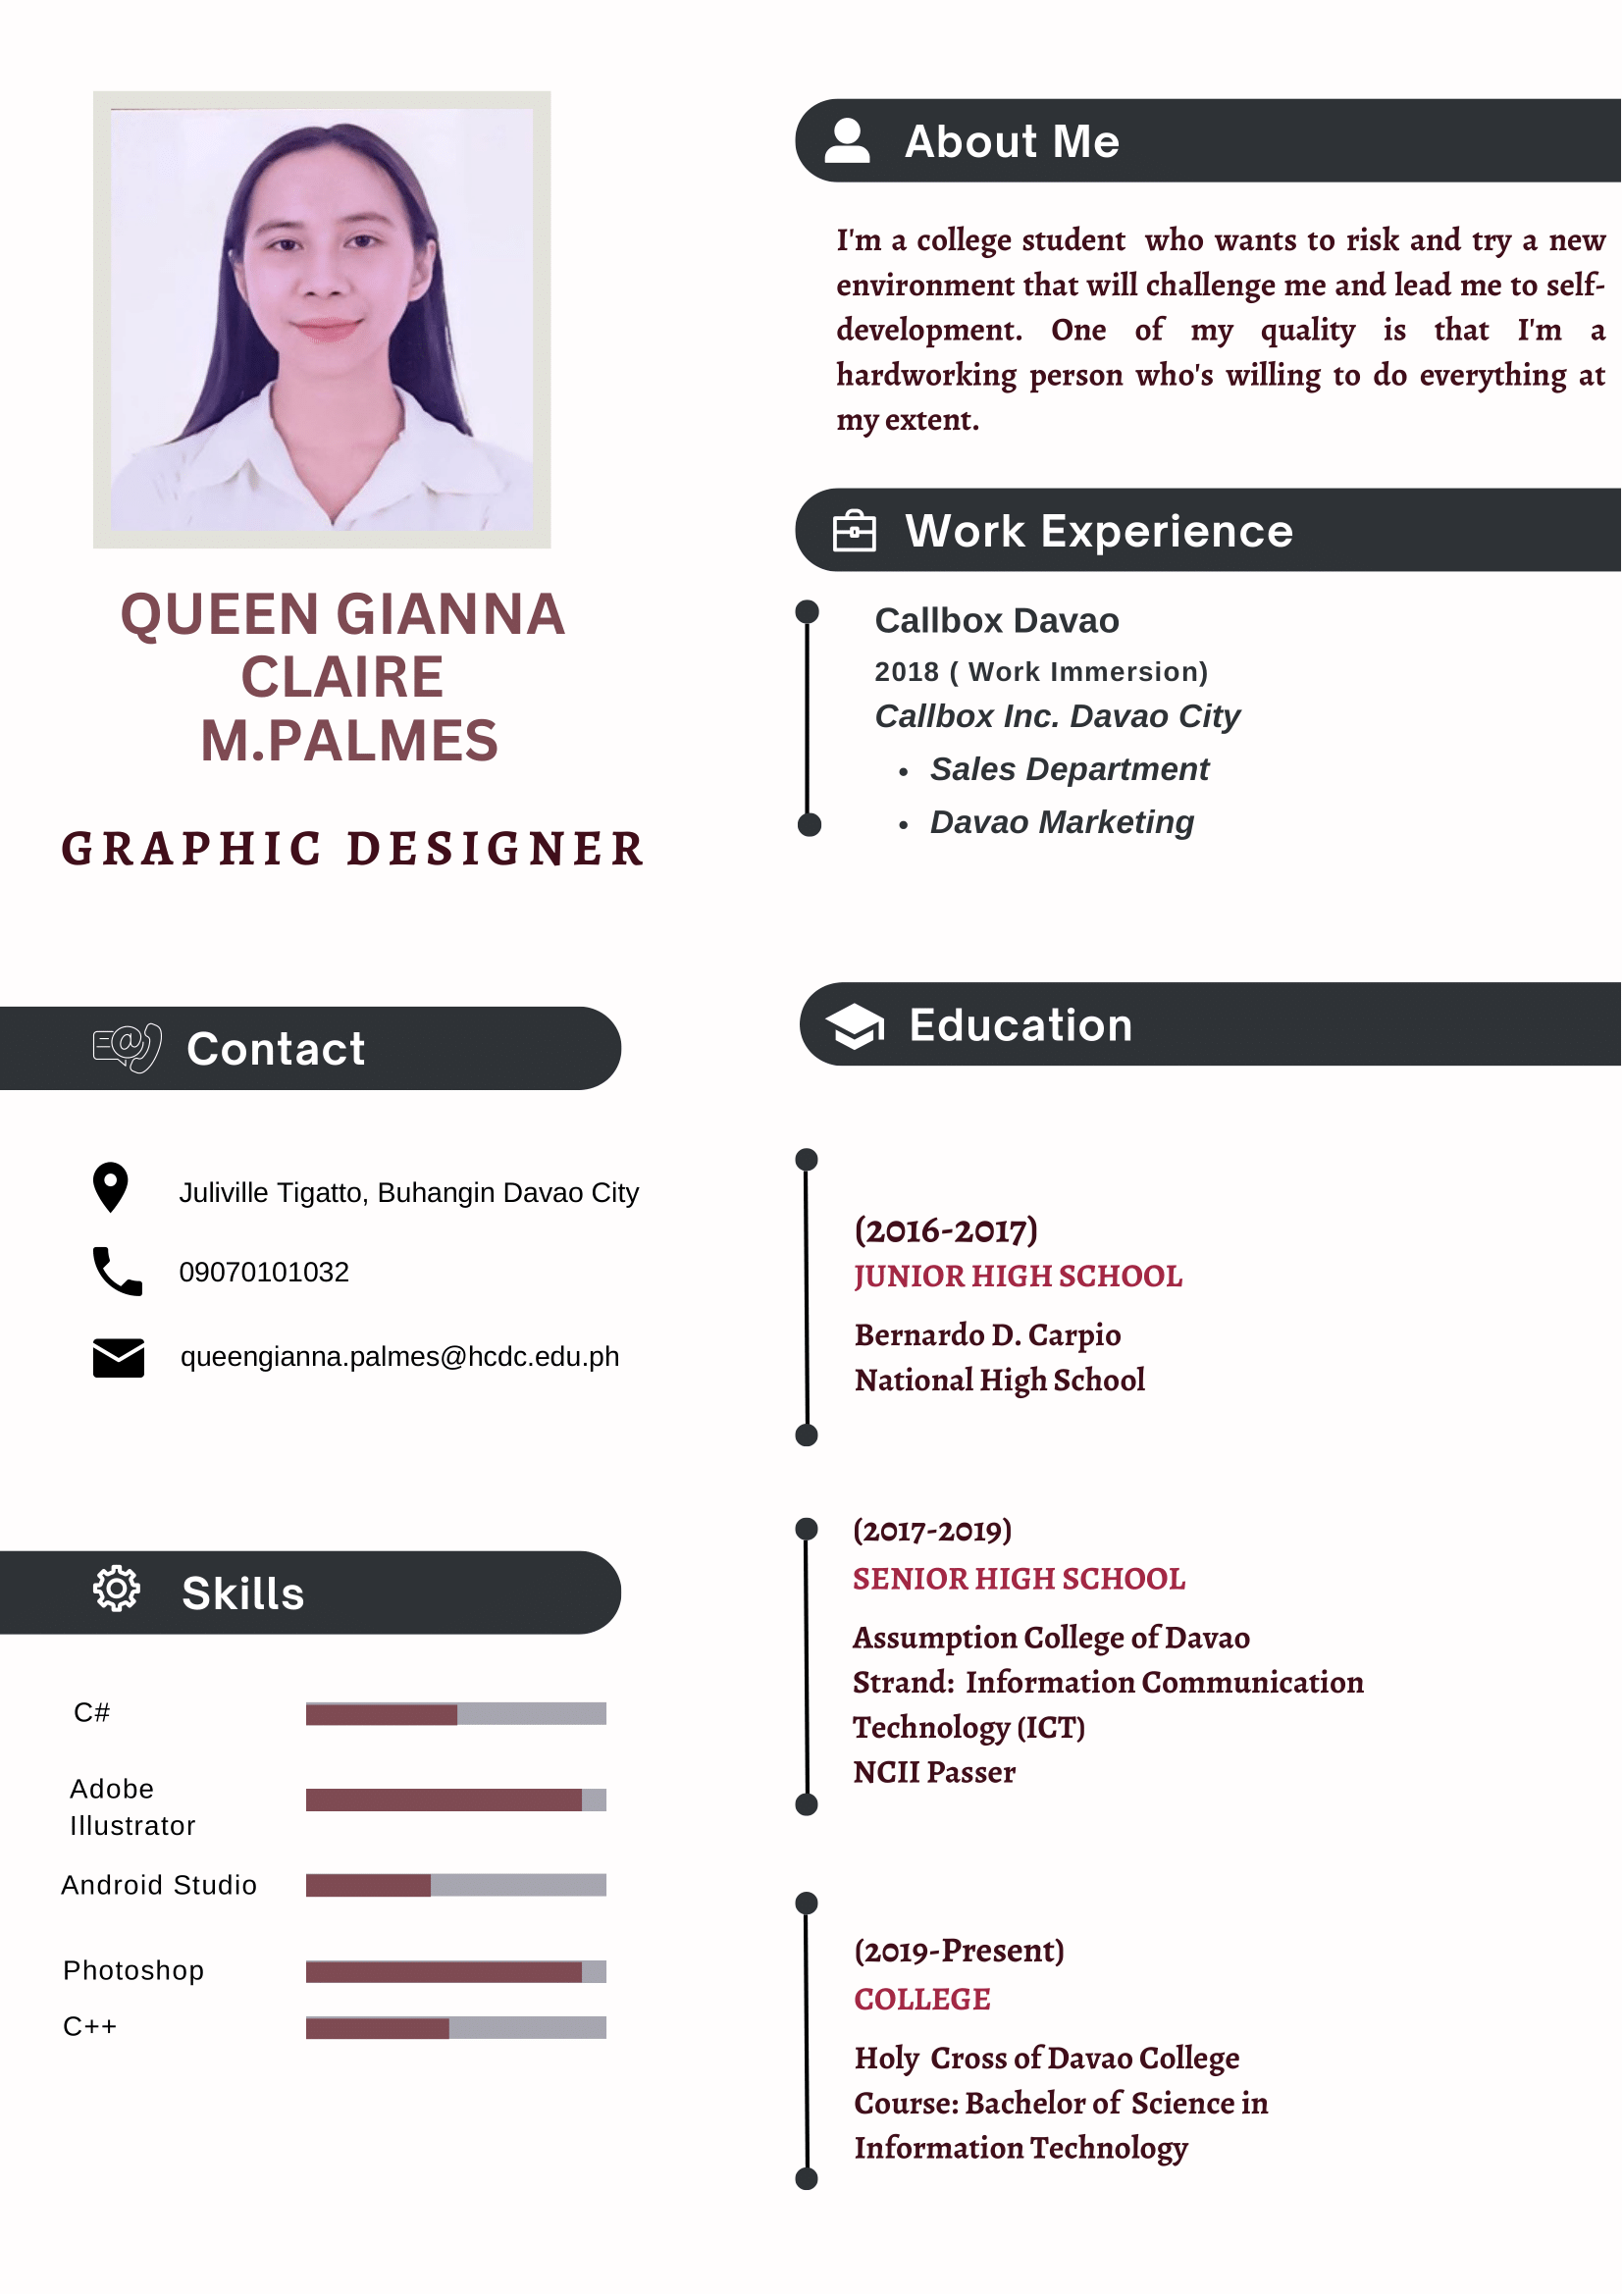 QUEEN GIANNA
CLAIRE
M.PALMES
GRAPHIC DESIGNER
Contact
Juliville Tigatto, Buhangin Davao City
09070101032
queengianna.palmes@hcdc.edu.ph
Skills
C#
Adobe
Illustrator
Android Studio
Photoshop
C++
About Me
I'm a college student who wants to risk and try a new
environment that will challenge me and lead me to self-
development. One of my quality is that I'm a
hardworking person who's willing to do everything at
my extent.
Work Experience
Callbox Davao
2018 ( Work Immersion)
Callbox Inc. Davao City
• Sales Department
• Davao Marketing
Education
(2016-2017)
JUNIOR HIGH SCHOOL
Bernardo D. Carpio
National High School
(2017-2019)
SENIOR HIGH SCHOOL
Assumption College of Davao
Strand: Information Communication
Technology (ICT)
NCII Passer
(2019-Present)
COLLEGE
Holy Cross of Davao College
Course: Bachelor of Science in
Information Technology